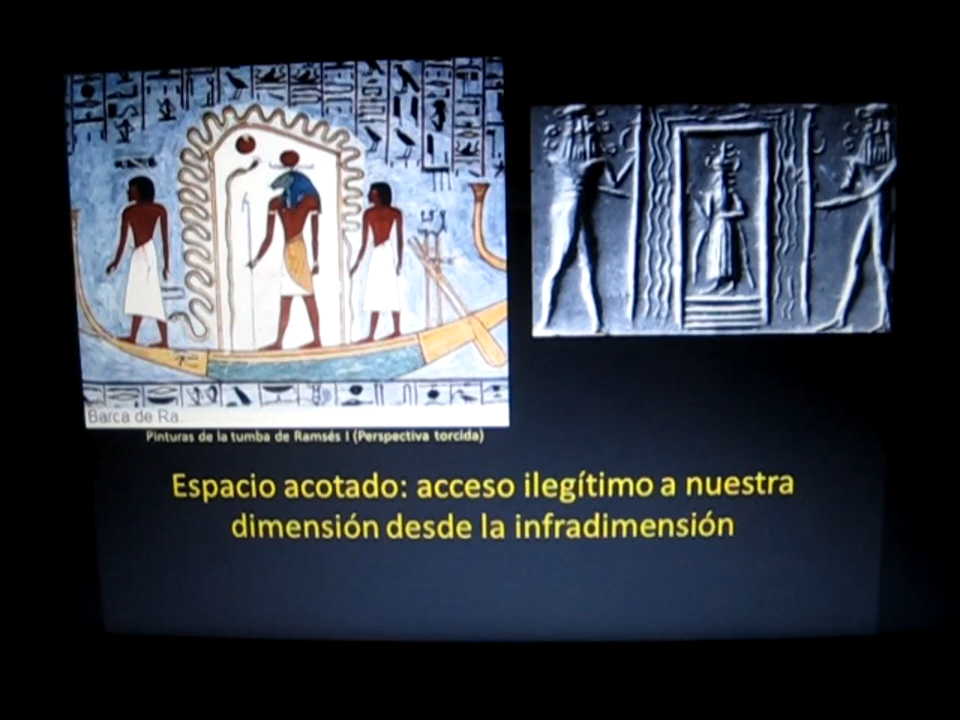 Barca de Ra
Pinturas de la tumba de Ramsés I (Perspectiva torcida)
Espacio acotado: acceso ilegítimo a nuestra
dimensión desde la infradimensión